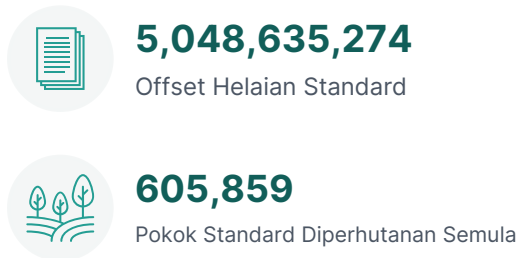 5,048,635,274
Offset Helaian Standard
605,859
Pokok Standard Diperhutanan Semula